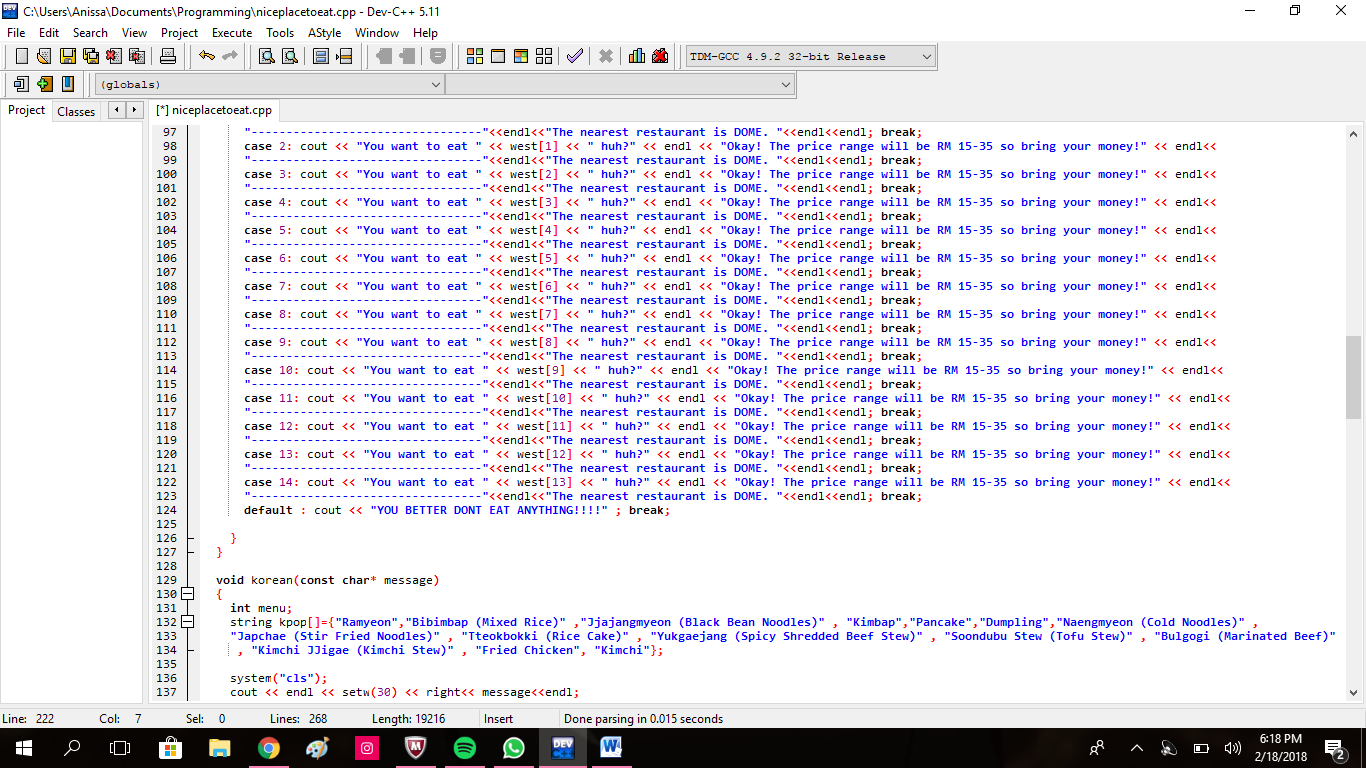 C:\Users\Anissa\Documents\Programming\niceplacetoeat.cpp - Dev-C++ 5.11
File Edit Search View Project Execute Tools AStyle Window Help
TDM-GCC 4.9.2 32-bit Release
(globals)
Project Classes [*] niceplacetoeat.cpp
97 "---------------------------------"<<endl<<"The nearest restaurant is DOME. "<<endl<<endl; break;
98 case 2: cout << "You want to eat " << west[1] << " huh?" << endl << "Okay! The price range will be RM 15-35 so bring your money!" << endl<<
99 "---------------------------------"<<endl<<"The nearest restaurant is DOME. "<<endl<<endl; break;
100 case 3: cout << "You want to eat " << west[2] << " huh?" << endl << "Okay! The price range will be RM 15-35 so bring your money!" << endl<<
101 "---------------------------------"<<endl<<"The nearest restaurant is DOME. "<<endl<<endl; break;
102 case 4: cout << "You want to eat " << west[3] << " huh?" << endl << "Okay! The price range will be RM 15-35 so bring your money!" << endl<<
103 "---------------------------------"<<endl<<"The nearest restaurant is DOME. "<<endl<<endl; break;
104 case 5: cout << "You want to eat " << west[4] << " huh?" << endl << "Okay! The price range will be RM 15-35 so bring your money!" << endl<<
105 "---------------------------------"<<endl<<"The nearest restaurant is DOME. "<<endl<<endl; break;
106 case 6: cout << "You want to eat " << west[5] << " huh?" << endl << "Okay! The price range will be RM 15-35 so bring your money!" << endl<<
107 "---------------------------------"<<endl<<"The nearest restaurant is DOME. "<<endl<<endl; break;
108 case 7: cout << "You want to eat " << west[6] << " huh?" << endl << "Okay! The price range will be RM 15-35 so bring your money!" << endl<<
109 "---------------------------------"<<endl<<"The nearest restaurant is DOME. "<<endl<<endl; break;
110 case 8: cout << "You want to eat " << west[7] << " huh?" << endl << "Okay! The price range will be RM 15-35 so bring your money!" << endl<<
111 "---------------------------------"<<endl<<"The nearest restaurant is DOME. "<<endl<<endl; break;
112 case 9: cout << "You want to eat " << west[8] << " huh?" << endl << "Okay! The price range will be RM 15-35 so bring your money!" << endl<<
113 "---------------------------------"<<endl<<"The nearest restaurant is DOME. "<<endl<<endl; break;
114 case 10: cout << "You want to eat " << west[9] << " huh?" << endl << "Okay! The price range will be RM 15-35 so bring your money!" << endl<<
115 "---------------------------------"<<endl<<"The nearest restaurant is DOME. "<<endl<<endl; break;
116 case 11: cout << "You want to eat " << west[10] << " huh?" << endl << "Okay! The price range will be RM 15-35 so bring your money!" << endl<<
117 "---------------------------------"<<endl<<"The nearest restaurant is DOME. "<<endl<<endl; break;
118 case 12: cout << "You want to eat " << west[11] << " huh?" << endl << "Okay! The price range will be RM 15-35 so bring your money!" << endl<<
119 "---------------------------------"<<endl<<"The nearest restaurant is DOME. "<<endl<<endl; break;
120 case 13: cout << "You want to eat " << west[12] << " huh?" << endl << "Okay! The price range will be RM 15-35 so bring your money!" << endl<<
121 "---------------------------------"<<endl<<"The nearest restaurant is DOME. "<<endl<<endl; break;
122 case 14: cout << "You want to eat " << west[13] << " huh?" << endl << "Okay! The price range will be RM 15-35 so bring your money!" << endl<<
123 "---------------------------------"<<endl<<"The nearest restaurant is DOME. "<<endl<<endl; break;
124 default : cout << "YOU BETTER DONT EAT ANYTHING!!!!" ; break;
125
126 }
127 }
128
129 void korean(const char* message)
130 {
131 int menu;
132 string kpop[]={"Ramyeon","Bibimbap (Mixed Rice)" ,"Jjajangmyeon (Black Bean Noodles)" , "Kimbap","Pancake","Dumpling","Naengmyeon (Cold Noodles)" ,
133 "Japchae (Stir Fried Noodles)" , "Tteokbokki (Rice Cake)" , "Yukgaejang (Spicy Shredded Beef Stew)" , "Soondubu Stew (Tofu Stew)" , "Bulgogi (Marinated Beef)"
134 , "Kimchi JJigae (Kimchi Stew)" , "Fried Chicken", "Kimchi"};
135
136 system("cls");
137 cout << endl << setw(30) << right<< message<<endl;
Line: 222 Col: 7 Sel: 0 Lines: 268 Length: 19216 Insert Done parsing in 0.015 seconds
6:18 PM
2/18/2018
2